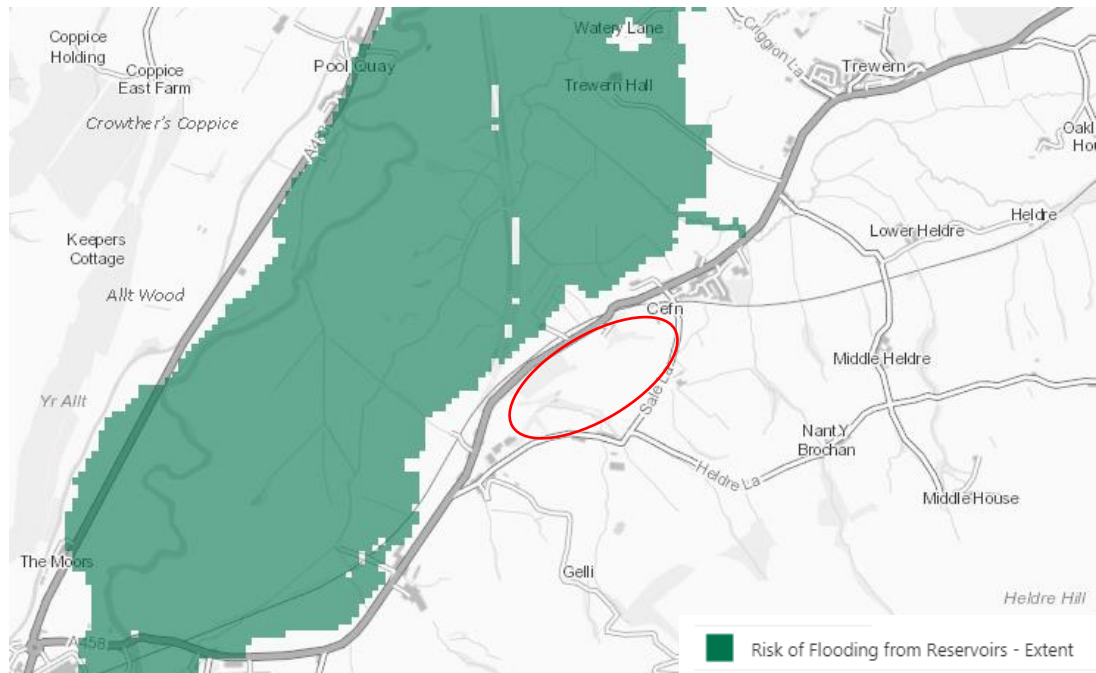 Coppice
Holding
Coppice
East Farm
Crowther's Coppice
Pool Quay
Watery Lane
Trewern Hall
Criggion La
Trewern
Keepers
Cottage
Allt Wood
Lower Heldre
Heldre
Cefn
Yr Allt
Middle Heldre
Sale La
Nant Y
Brochan
Heldre La
Middle House
The Moors
Gelli
Heldre Hill
A458
Risk of Flooding from Reservoirs - Extent